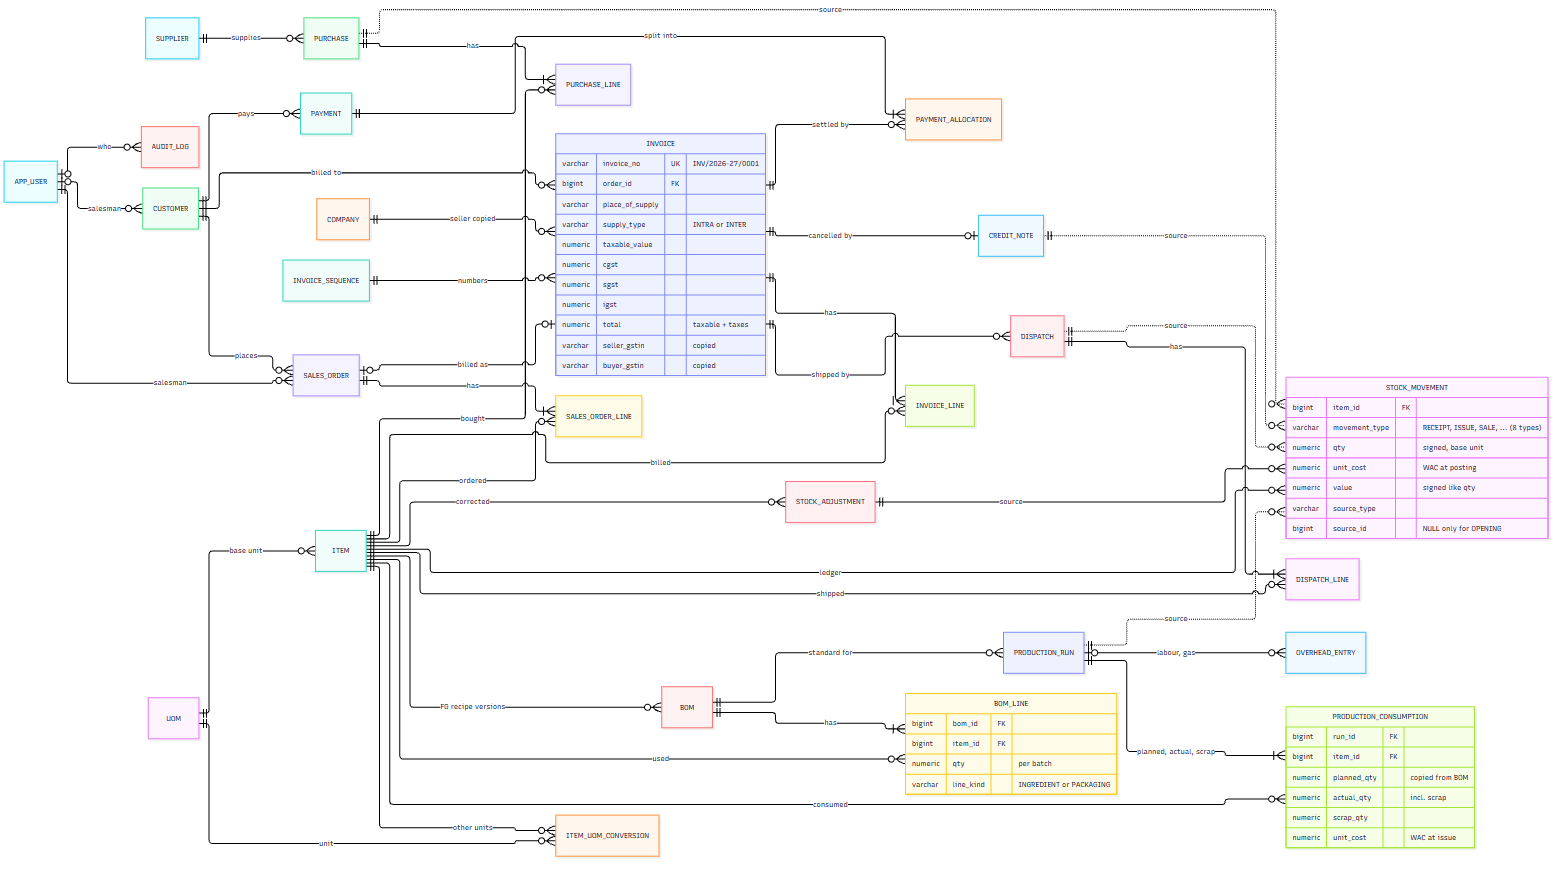 source
SUPPLIER
supplies
PURCHASE
split into
has
PURCHASE_LINE
PAYMENT
pays
PAYMENT_ALLOCATION
settled by
AUDIT_LOG
who
APP_USER
INVOICE
varchar invoice_no UK INV/2026-27/0001
bigint order_id FK
varchar place_of_supply
varchar supply_type INTRA or INTER
numeric taxable_value
numeric cgst
numeric sgst
numeric igst
numeric total taxable + taxes
varchar seller_gstin copied
varchar buyer_gstin copied
billed to
salesman
CUSTOMER
COMPANY
seller copied
cancelled by
CREDIT_NOTE
source
INVOICE_SEQUENCE
numbers
has
DISPATCH
source
has
places
SALES_ORDER
billed as
shipped by
salesman
has
SALES_ORDER_LINE
INVOICE_LINE
STOCK_MOVEMENT
bigint item_id FK
varchar movement_type RECEIPT, ISSUE, SALE, ... (8 types)
numeric qty signed, base unit
numeric unit_cost WAC at posting
numeric value signed like qty
varchar source_type
bigint source_id NULL only for OPENING
bought
billed
ordered
corrected
STOCK_ADJUSTMENT
source
base unit
ITEM
ledger
shipped
DISPATCH_LINE
source
standard for
PRODUCTION_RUN
labour, gas
OVERHEAD_ENTRY
UOM
FG recipe versions
BOM
has
BOM_LINE
bigint bom_id FK
bigint item_id FK
numeric qty per batch
varchar line_kind INGREDIENT or PACKAGING
planned, actual, scrap
PRODUCTION_CONSUMPTION
bigint run_id FK
bigint item_id FK
numeric planned_qty copied from BOM
numeric actual_qty incl. scrap
numeric scrap_qty
numeric unit_cost WAC at issue
used
consumed
other units
unit
ITEM_UOM_CONVERSION